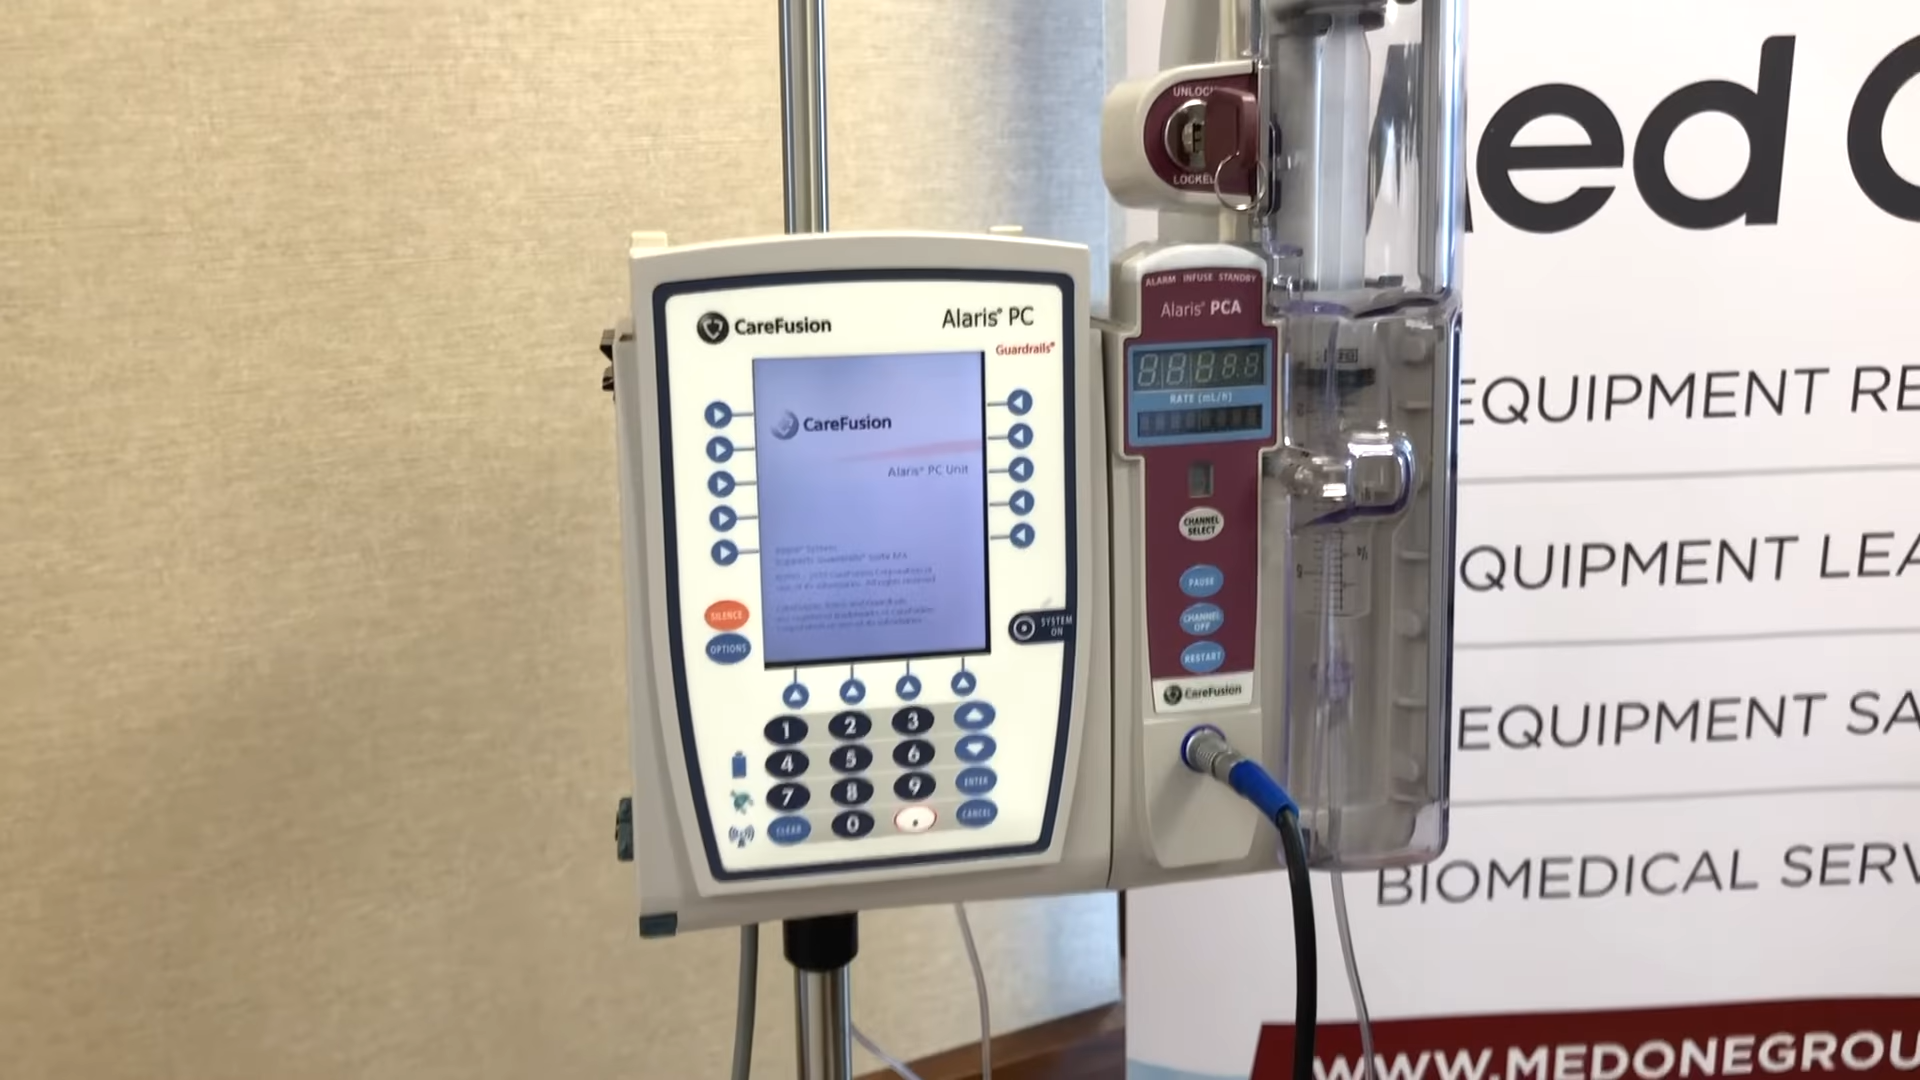 Med O
EQUIPMENT RE
EQUIPMENT LEA
EQUIPMENT SA
BIOMEDICAL SERV
WWW.MEDONEGROU
UNLOCK
LOCKED
CareFusion
Alaris® PC
Guardrails®
CareFusion
Alaris® PC Unit
SILENCE
OPTIONS
SYSTEM
ON
1 2 3
4 5 6
ENTER
7 8 9
CLEAR 0 . CANCEL
ALARM INFUSE STANDBY
Alaris® PCA
RATE (mL/h)
CHANNEL
SELECT
PAUSE
CHANNEL
OFF
RESTART
CareFusion